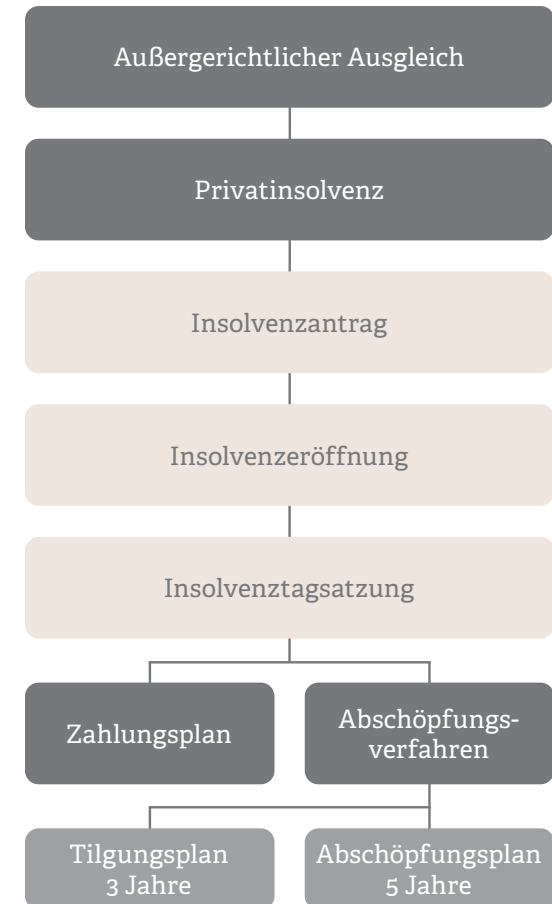 Außergerichtlicher Ausgleich
Privatinsolvenz
Insolvenzantrag
Insolvenzeröffnung
Insolvenztagsatzung
Zahlungsplan
Abschöpfungs-
verfahren
Tilgungsplan
3 Jahre
Abschöpfungsplan
5 Jahre